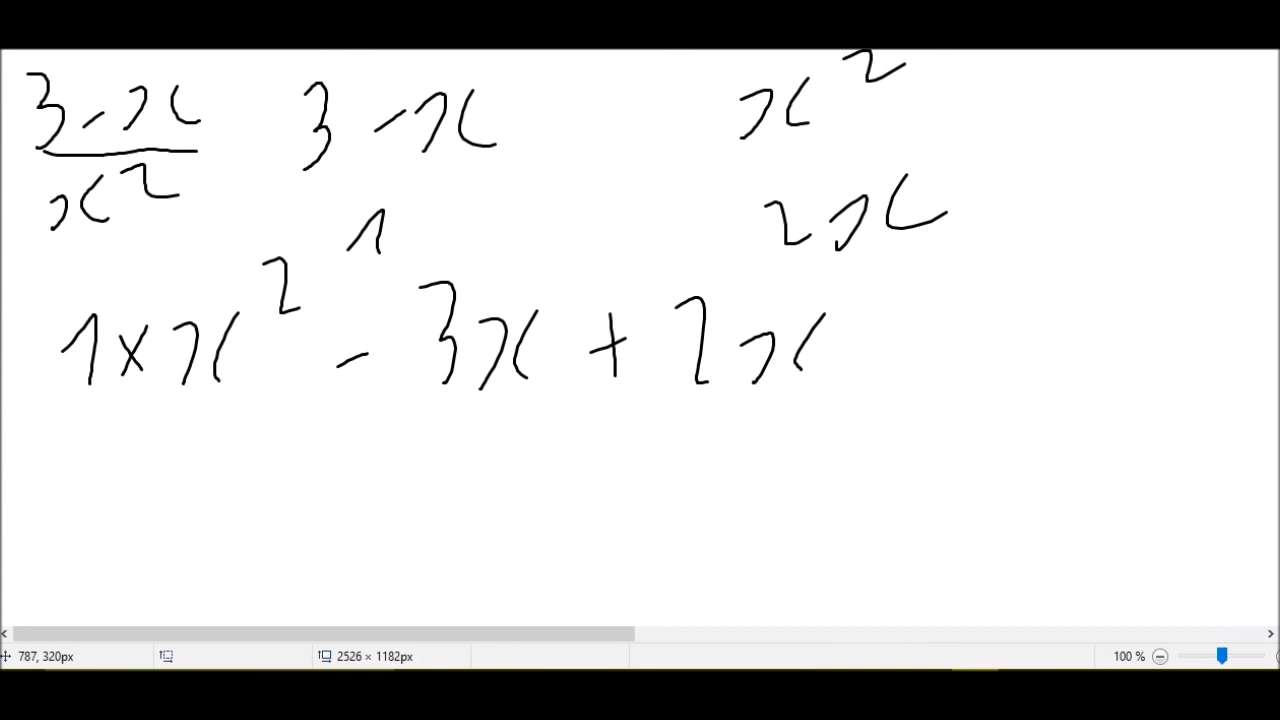 3-x 3-x x²
x² 1 2x
1×x² - 3x + 2x
787, 320px 2526 × 1182px 100 %